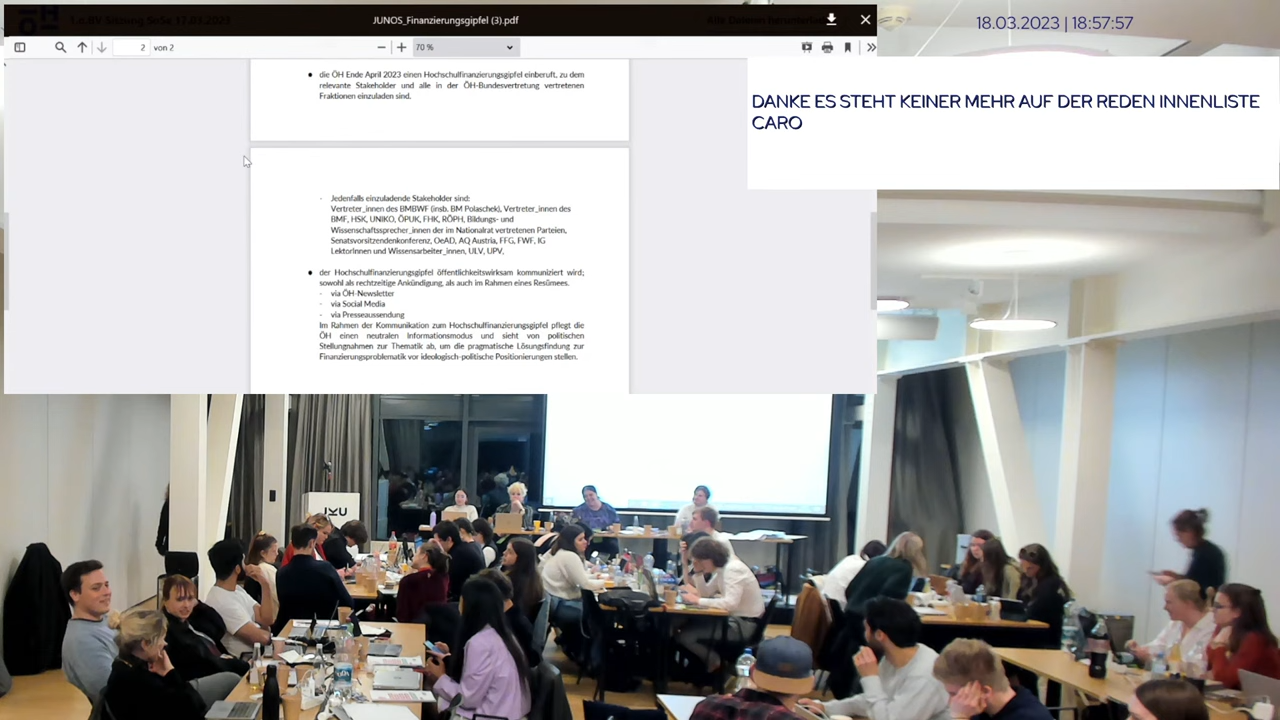 1.o.BV Sitzung SoSe 17.03.2023
JUNOS_Finanzierungsgipfel (3).pdf
18.03.2023 | 18:57:57
2 von 2
70 %
die ÖH Ende April 2023 einen Hochschulfinanzierungsgipfel einberuft, zu dem
relevante Stakeholder und alle in der ÖH-Bundesvertretung vertretenen
Fraktionen einzuladen sind.
DANKE ES STEHT KEINER MEHR AUF DER REDEN INNENLISTE
CARO
- Jedenfalls einzuladende Stakeholder sind:
Vertreter_innen des BMBWF (insb. BM Polaschek), Vertreter_innen des
BMF, HSK, UNIKO, ÖPUK, FHK, RÖPH, Bildungs- und
Wissenschaftssprecher_innen der im Nationalrat vertretenen Parteien,
Senatsvorsitzendenkonferenz, OeAD, AQ Austria, FFG, FWF, IG
LektorInnen und Wissensarbeiter_innen, ULV, UPV,
● der Hochschulfinanzierungsgipfel öffentlichkeitswirksam kommuniziert wird;
sowohl als rechtzeitige Ankündigung, als auch im Rahmen eines Resümees.
- via ÖH-Newsletter
- via Social Media
- via Presseaussendung
Im Rahmen der Kommunikation zum Hochschulfinanzierungsgipfel pflegt die
ÖH einen neutralen Informationsmodus und sieht von politischen
Stellungnahmen zur Thematik ab, um die pragmatische Lösungsfindung zur
Finanzierungsproblematik vor ideologisch-politische Positionierungen stellen.
JKU